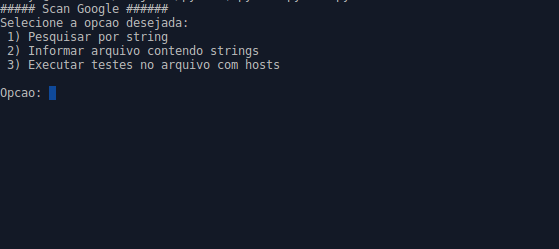 ##### Scan Google ######
Selecione a opcao desejada:
1) Pesquisar por string
2) Informar arquivo contendo strings
3) Executar testes no arquivo com hosts
Opcao: